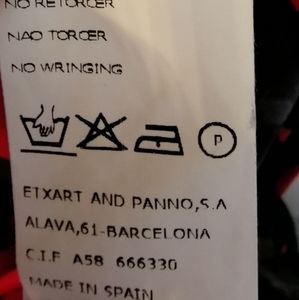 NO RETORCER
NAO TORCER
NO WRINGING
P
ETXART AND PANNO,S.A
ALAVA,61-BARCELONA
C.I.F A58 666330
MADE IN SPAIN